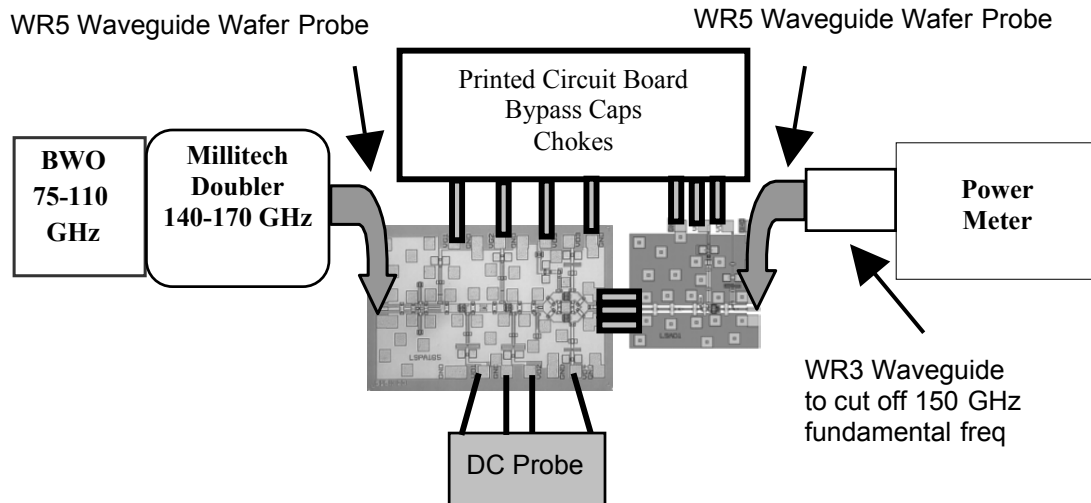 WR5 Waveguide Wafer Probe
WR5 Waveguide Wafer Probe
Printed Circuit Board
Bypass Caps
Chokes
BWO
75-110
GHz
Millitech
Doubler
140-170 GHz
Power
Meter
WR3 Waveguide
to cut off 150 GHz
fundamental freq
DC Probe